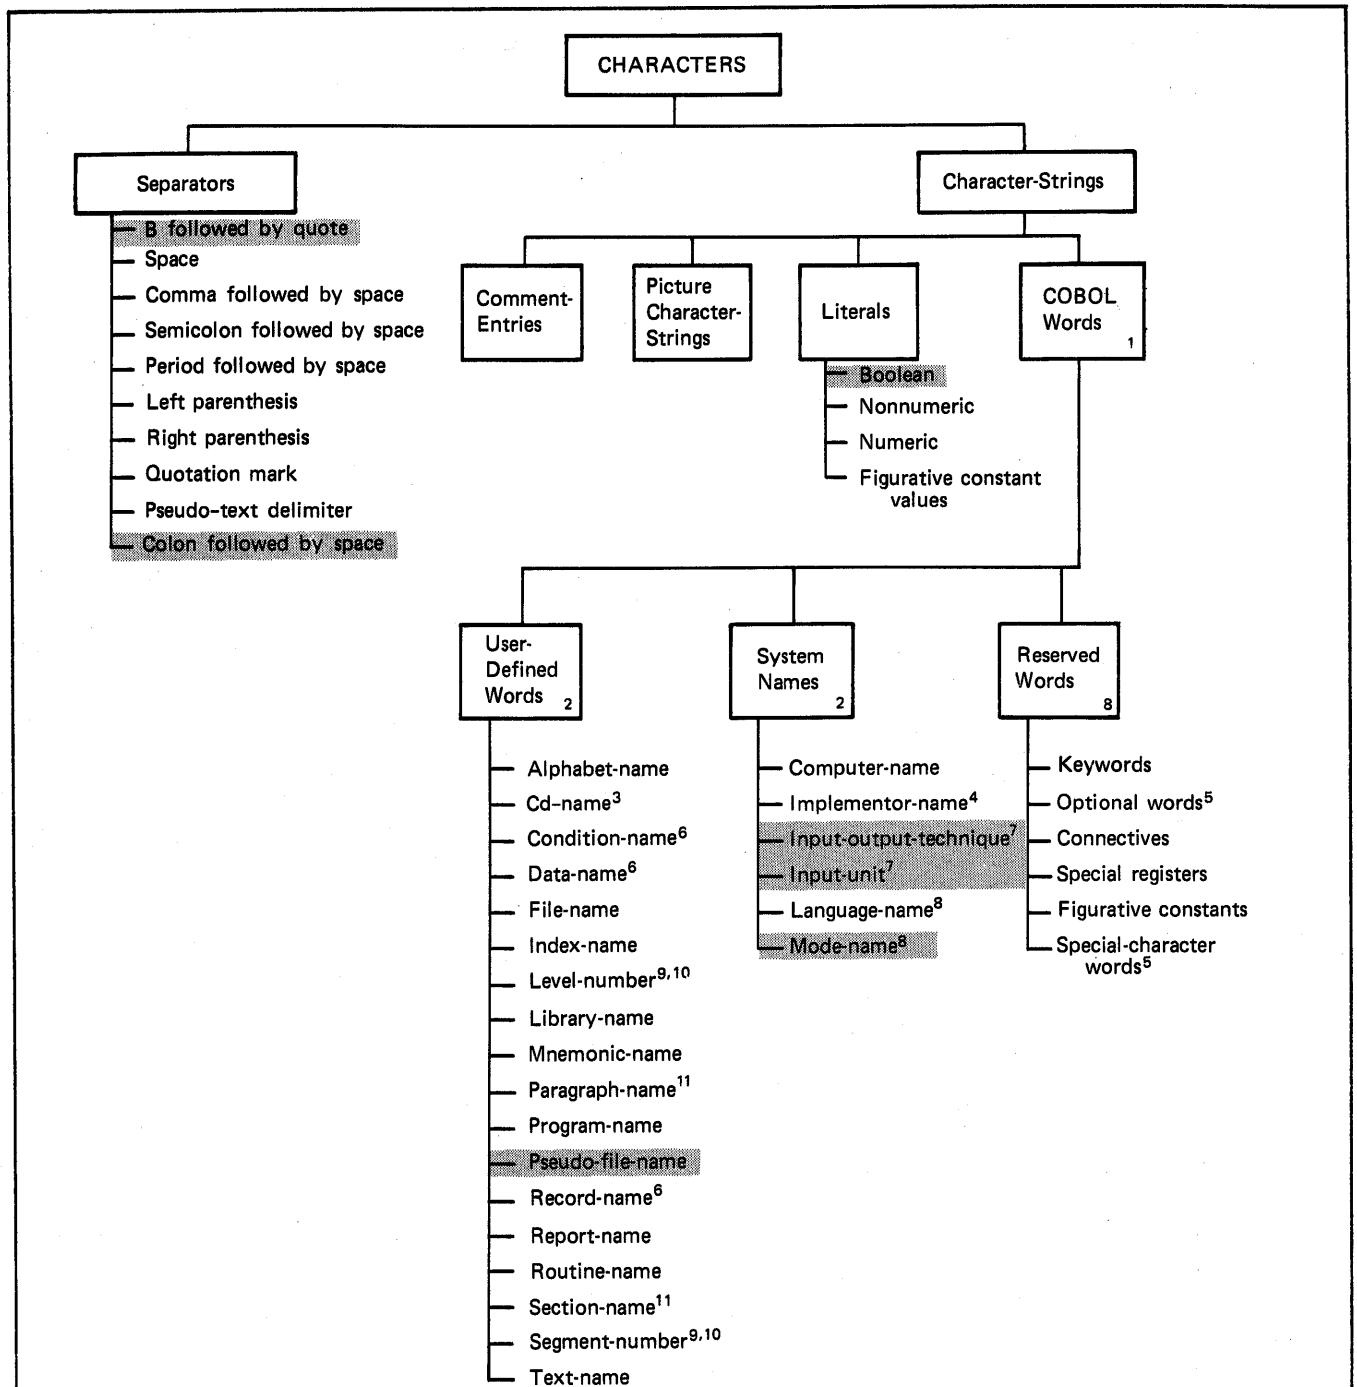 CHARACTERS
Separators
B followed by quote
Space
Comma followed by space
Semicolon followed by space
Period followed by space
Left parenthesis
Right parenthesis
Quotation mark
Pseudo-text delimiter
Colon followed by space
Character-Strings
Comment-
Entries
Picture
Character-
Strings
Literals
Boolean
Nonnumeric
Numeric
Figurative constant
values
COBOL
Words
1
User-
Defined
Words 2
Alphabet-name
Cd-name³
Condition-name⁶
Data-name⁶
File-name
Index-name
Level-number⁹,¹⁰
Library-name
Mnemonic-name
Paragraph-name¹¹
Program-name
Pseudo-file-name
Record-name⁶
Report-name
Routine-name
Section-name¹¹
Segment-number⁹,¹⁰
Text-name
System
Names
2
Computer-name
Implementor-name⁴
Input-output-technique⁷
Input-unit⁷
Language-name⁸
Mode-name⁸
Reserved
Words
8
Keywords
Optional words⁵
Connectives
Special registers
Figurative constants
Special-character
words⁵